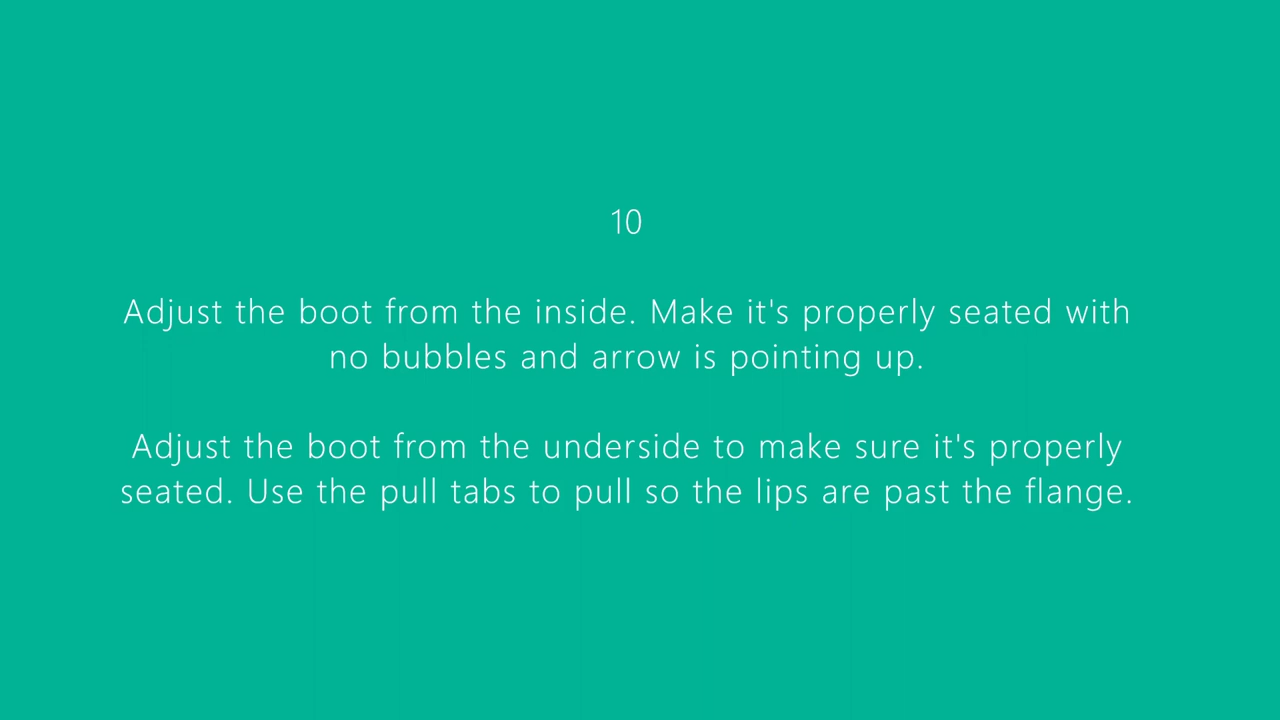 10
Adjust the boot from the inside. Make it's properly seated with
no bubbles and arrow is pointing up.
Adjust the boot from the underside to make sure it's properly
seated. Use the pull tabs to pull so the lips are past the flange.